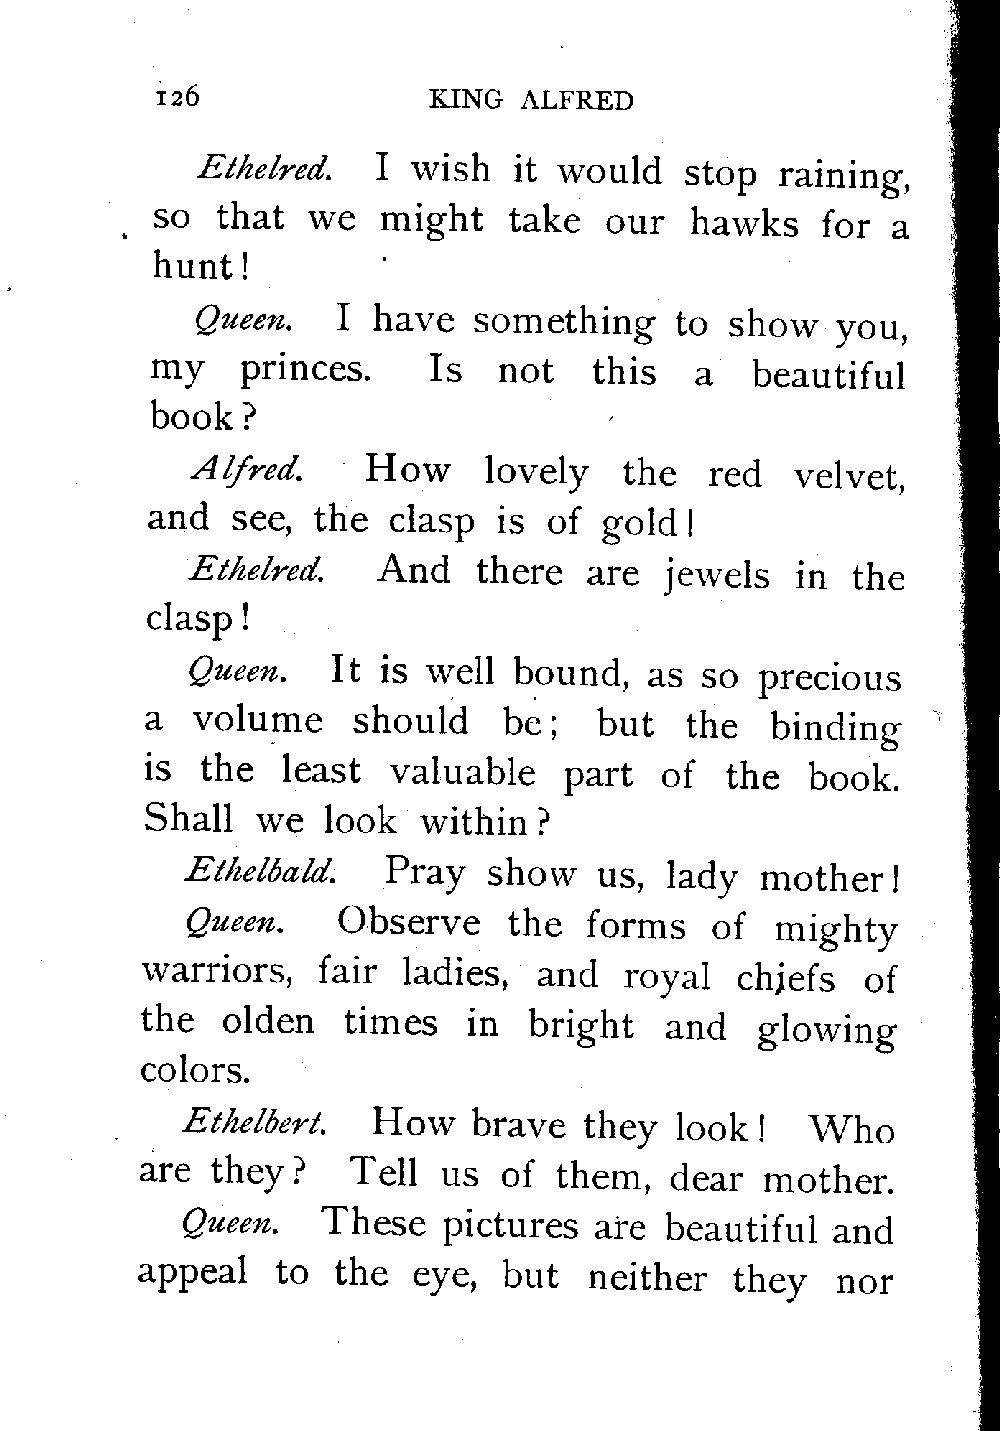 126 KING ALFRED
Ethelred. I wish it would stop raining,
so that we might take our hawks for a
hunt!
Queen. I have something to show you,
my princes. Is not this a beautiful
book?
Alfred. How lovely the red velvet,
and see, the clasp is of gold!
Ethelred. And there are jewels in the
clasp!
Queen. It is well bound, as so precious
a volume should be; but the binding
is the least valuable part of the book.
Shall we look within?
Ethelbald. Pray show us, lady mother!
Queen. Observe the forms of mighty
warriors, fair ladies, and royal chiefs of
the olden times in bright and glowing
colors.
Ethelbert. How brave they look! Who
are they? Tell us of them, dear mother.
Queen. These pictures are beautiful and
appeal to the eye, but neither they nor